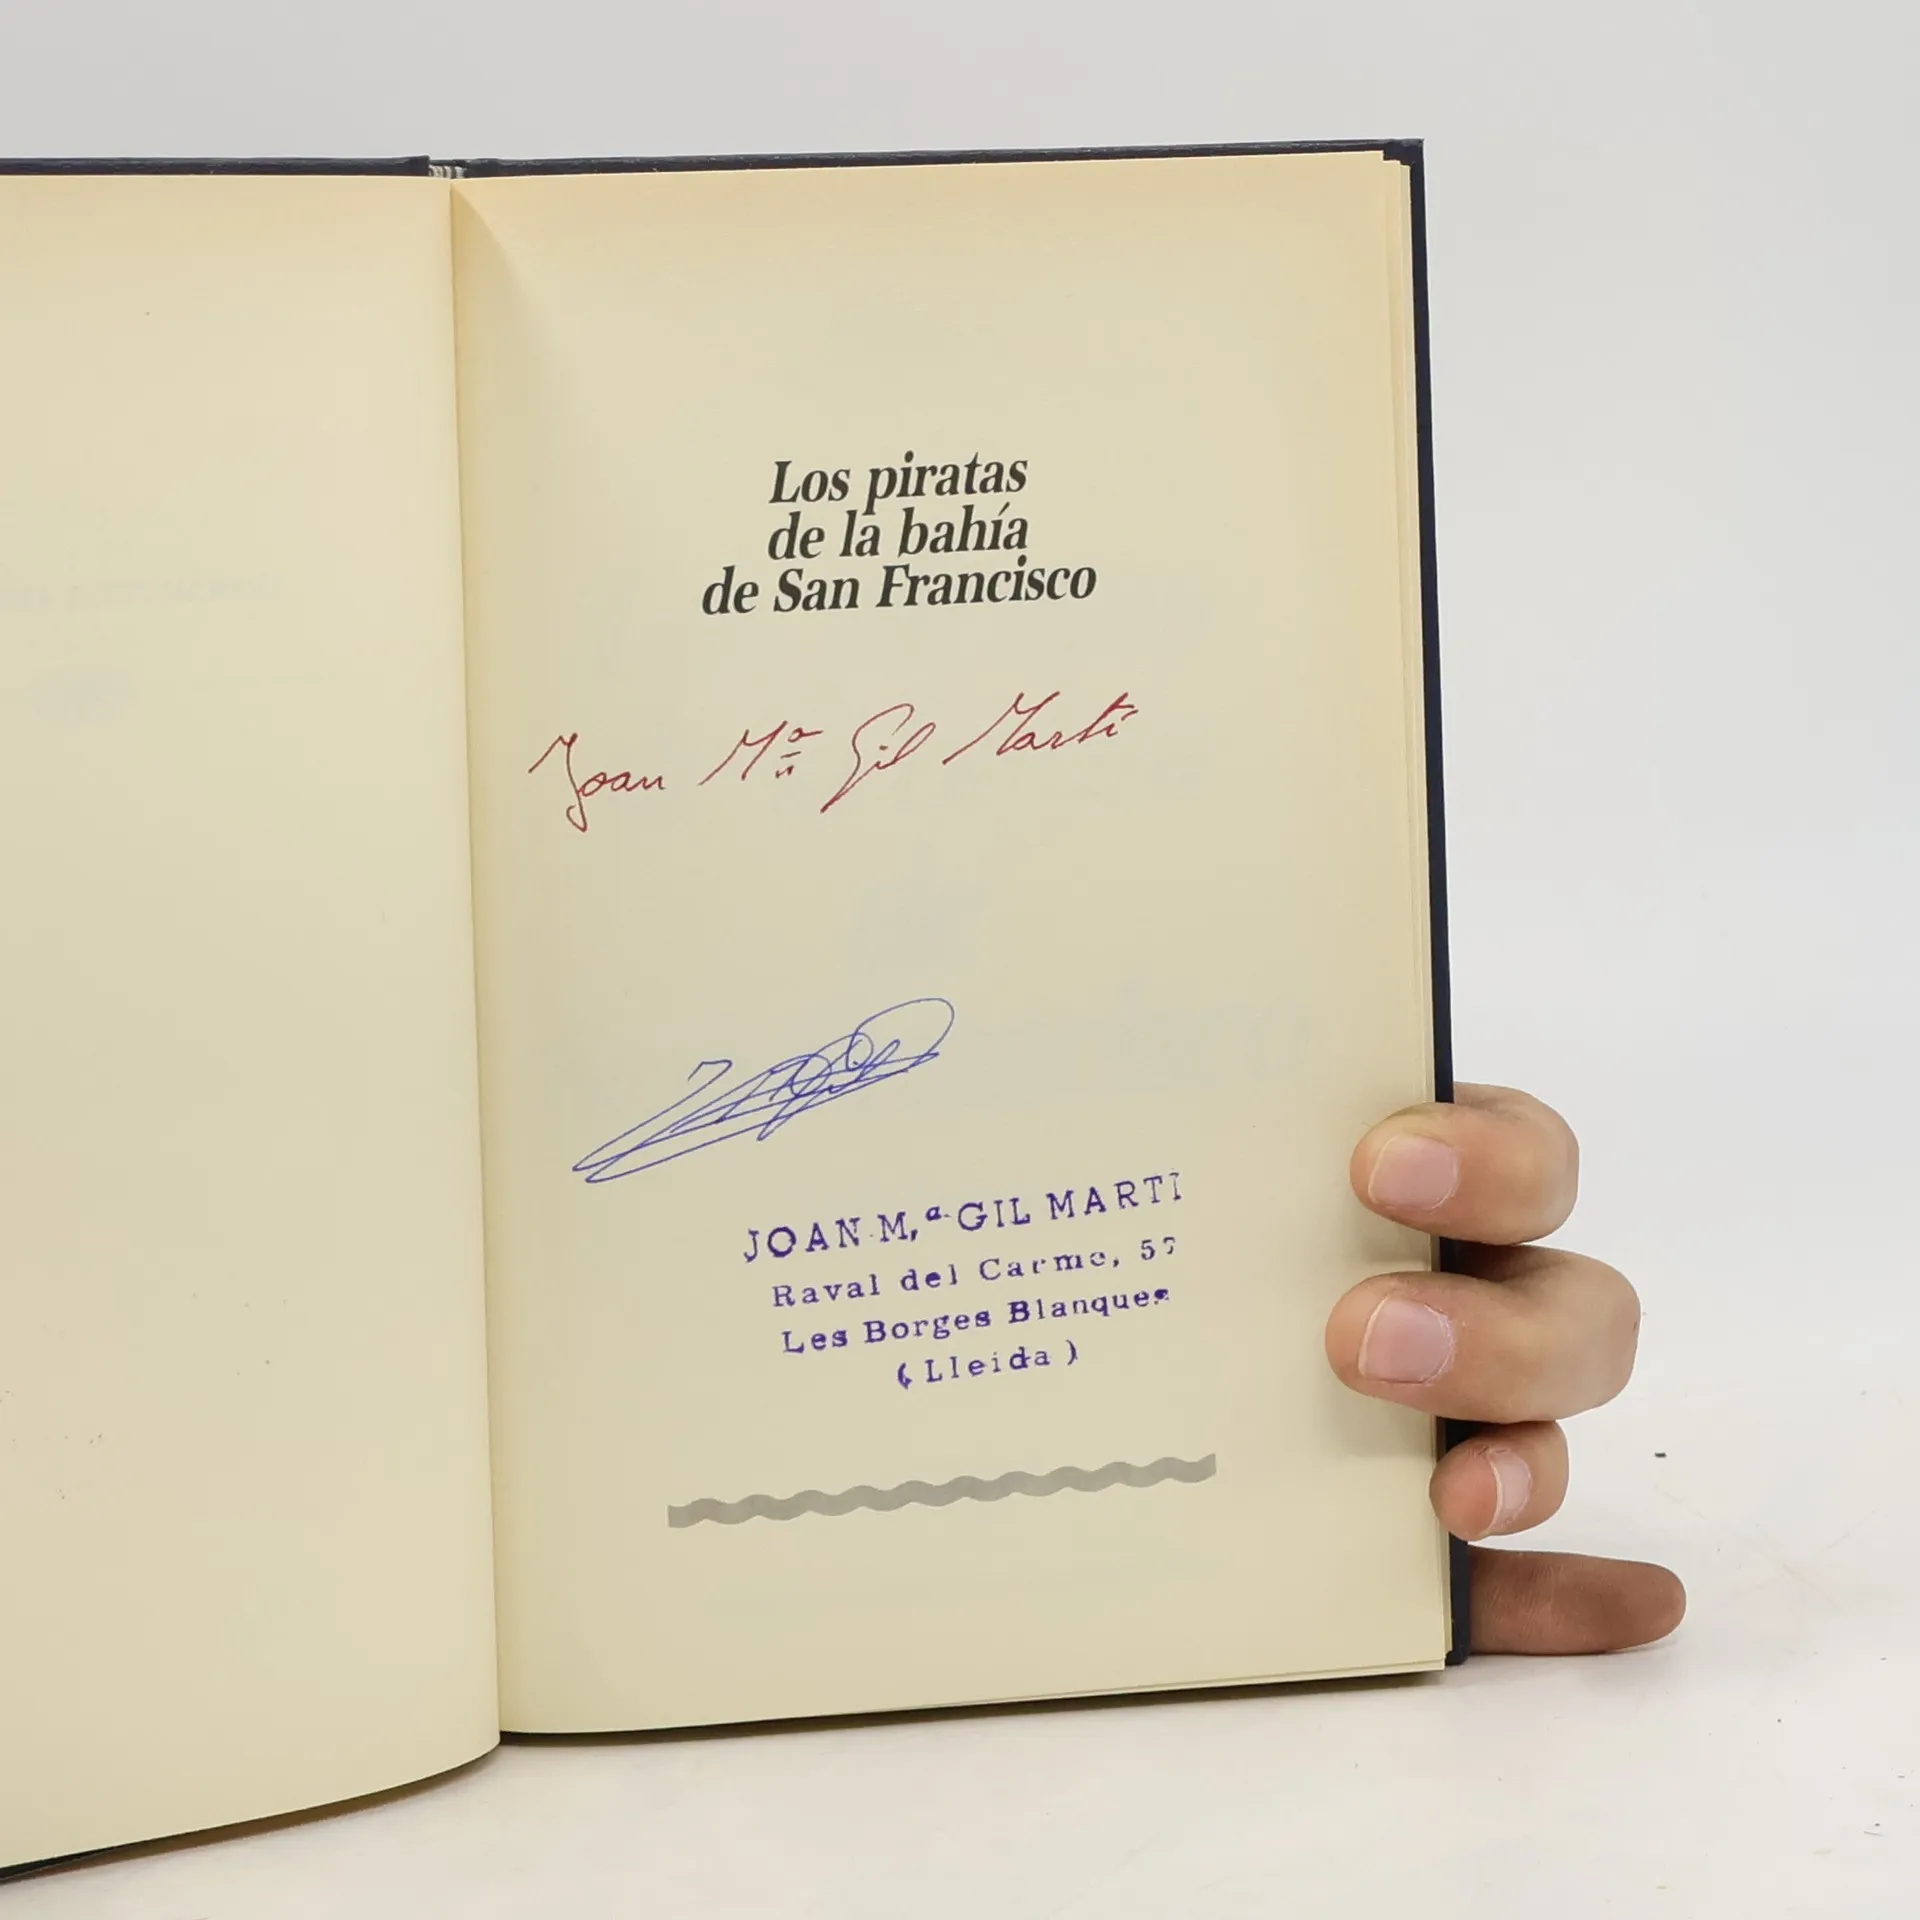 Los piratas
de la bahía
de San Francisco
Joan Mª Gil Martí
JOAN M,ª GIL MARTI
Raval del Carme, 57
Les Borges Blanques
(Lleida)